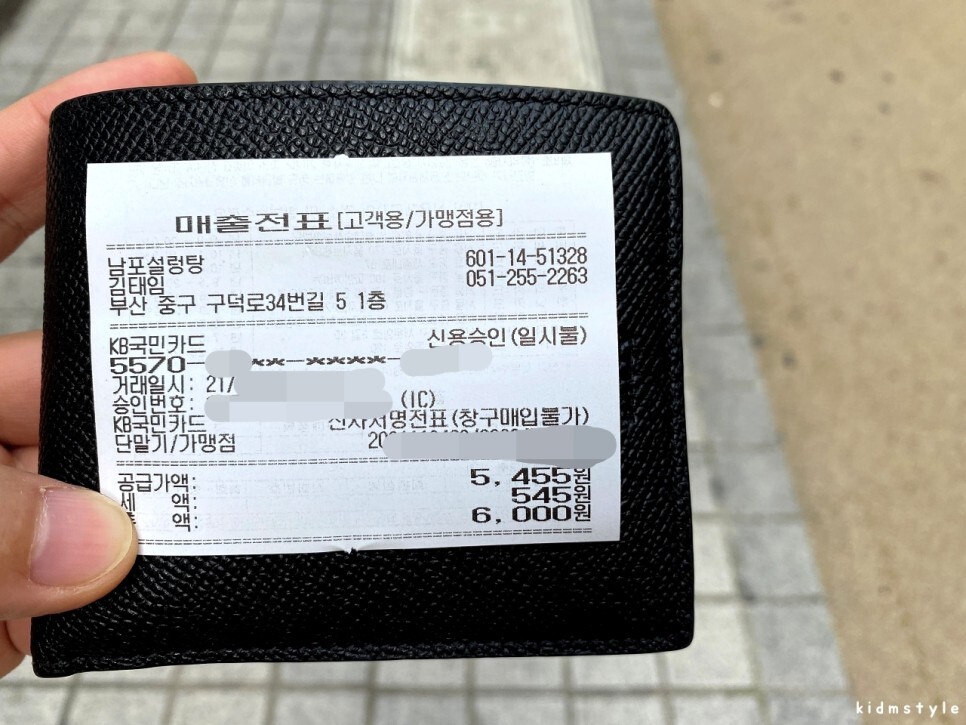 매출전표[고객용/가맹점용]
남포설렁탕 601-14-51328
김태임 051-255-2263
부산 중구 구덕로34번길 5 1층
KB국민카드 신용승인(일시불)
5570- **-****-
거래일시: 21/
승인번호: (IC)
KB국민카드 전자서명전표(창구매입불가)
단말기/가맹점
공급가액: 5,455원
세 액: 545원
액: 6,000원
kidmstyle